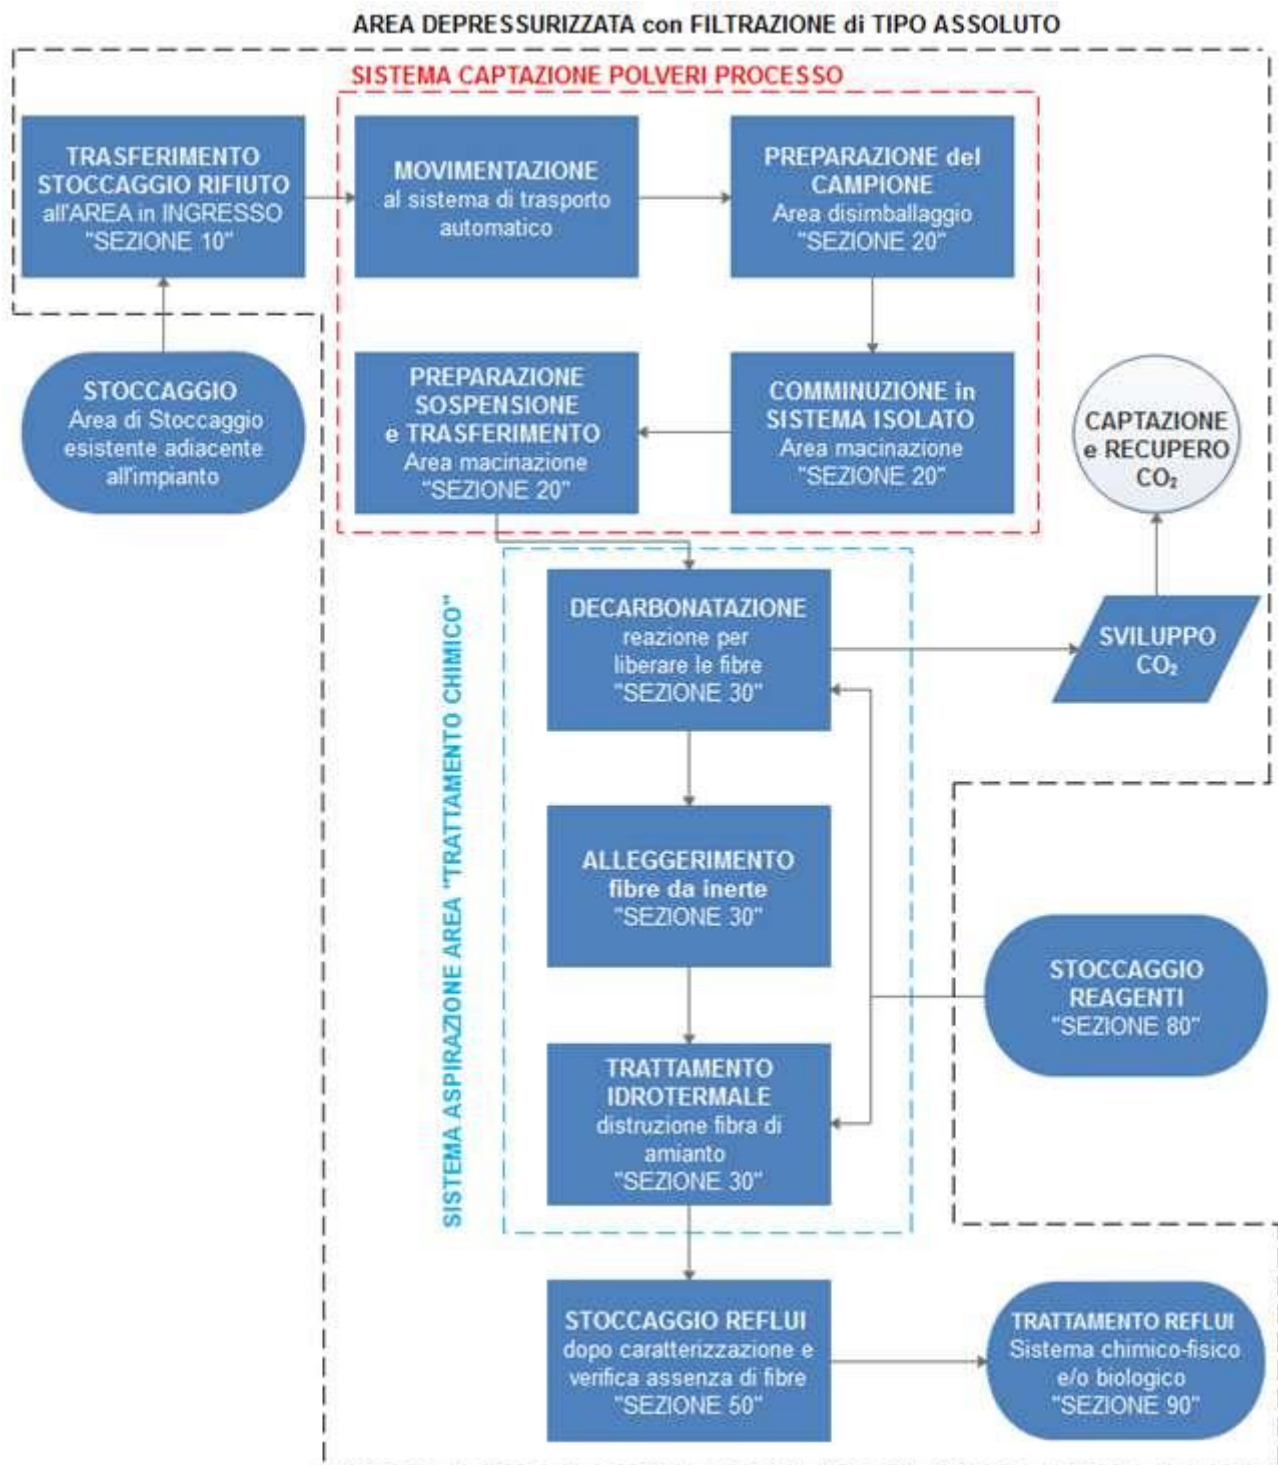 AREA DEPRESSURIZZATA con FILTRAZIONE di TIPO ASSOLUTO
SISTEMA CAPTAZIONE POLVERI PROCESSO
TRASFERIMENTO
STOCCAGGIO RIFIUTO
all'AREA in INGRESSO
"SEZIONE 10"
MOVIMENTAZIONE
al sistema di trasporto
automatico
PREPARAZIONE del
CAMPIONE
Area disimballaggio
"SEZIONE 20"
STOCCAGGIO
Area di Stoccaggio
esistente adiacente
all'impianto
PREPARAZIONE
SOSPENSIONE
e TRASFERIMENTO
Area macinazione
"SEZIONE 20"
COMMINUZIONE in
SISTEMA ISOLATO
Area macinazione
"SEZIONE 20"
CAPTAZIONE
e RECUPERO
CO₂
SISTEMA ASPIRAZIONE AREA "TRATTAMENTO CHIMICO"
DECARBONATAZIONE
reazione per
liberare le fibre
"SEZIONE 30"
SVILUPPO
CO₂
ALLEGGERIMENTO
fibre da inerte
"SEZIONE 30"
STOCCAGGIO
REAGENTI
"SEZIONE 80"
TRATTAMENTO
IDROTERMALE
distruzione fibra di
amianto
"SEZIONE 30"
STOCCAGGIO REFLUI
dopo caratterizzazione e
verifica assenza di fibre
"SEZIONE 50"
TRATTAMENTO REFLUI
Sistema chimico-fisico
e/o biologico
"SEZIONE 90"